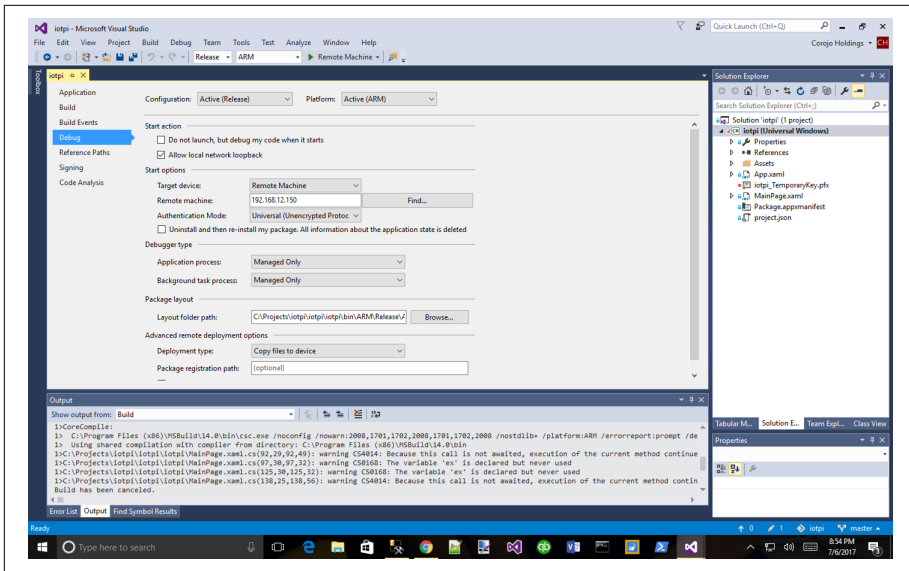 iotpi - Microsoft Visual Studio
Quick Launch (Ctrl+Q)
File Edit View Project Build Debug Team Tools Test Analyze Window Help
Corojo Holdings CH
Release ARM Remote Machine
Toolbox
iotpi
Application
Build
Build Events
Debug
Reference Paths
Signing
Code Analysis
Configuration: Active (Release) Platform: Active (ARM)
Start action
Do not launch, but debug my code when it starts
Allow local network loopback
Start options
Target device: Remote Machine
Remote machine: 192.168.12.150 Find...
Authentication Mode: Universal (Unencrypted Protoc
Uninstall and then re-install my package. All information about the application state is deleted
Debugger type
Application process: Managed Only
Background task process: Managed Only
Package layout
Layout folder path: C:\Projects\iotpi\iotpi\iotpi\bin\ARM\Release\A Browse...
Advanced remote deployment options
Deployment type: Copy files to device
Package registration path: (optional)
Solution Explorer
Search Solution Explorer (Ctrl+;)
Solution 'iotpi' (1 project)
iotpi (Universal Windows)
Properties
References
Assets
App.xaml
iotpi_TemporaryKey.pfx
MainPage.xaml
Package.appxmanifest
project.json
Tabular M... Solution E... Team Expl... Class View
Properties
Output
Show output from: Build
1>CoreCompile:
1> C:\Program Files (x86)\MSBuild\14.0\bin\csc.exe /noconfig /nowarn:2008,1701,1702,2008,1701,1702,2008 /nostdlib+ /platform:ARM /errorreport:prompt /de
1> Using shared compilation with compiler from directory: C:\Program Files (x86)\MSBuild\14.0\bin
1>C:\Projects\iotpi\iotpi\iotpi\MainPage.xaml.cs(92,29,92,49): warning CS4014: Because this call is not awaited, execution of the current method continue
1>C:\Projects\iotpi\iotpi\iotpi\MainPage.xaml.cs(97,30,97,32): warning CS0168: The variable 'ex' is declared but never used
1>C:\Projects\iotpi\iotpi\iotpi\MainPage.xaml.cs(125,30,125,32): warning CS0168: The variable 'ex' is declared but never used
1>C:\Projects\iotpi\iotpi\iotpi\MainPage.xaml.cs(138,25,138,56): warning CS4014: Because this call is not awaited, execution of the current method contin
Build has been canceled.
Error List Output Find Symbol Results
Ready
0 1 iotpi master
Type here to search
8:54 PM
7/6/2017